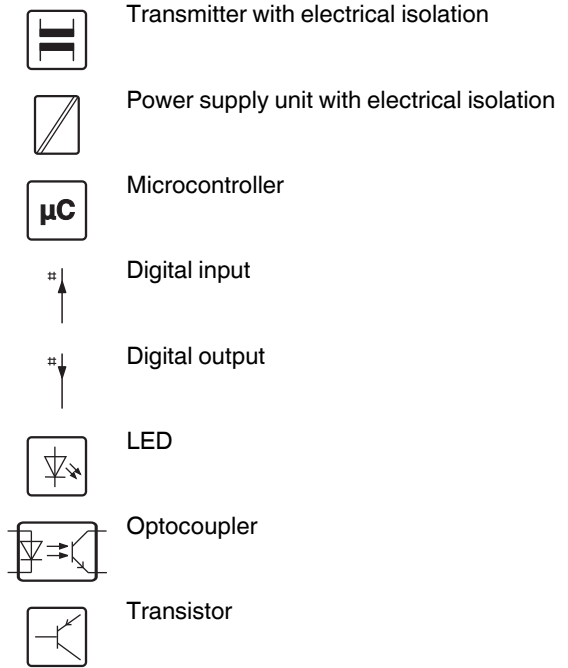 Transmitter with electrical isolation
Power supply unit with electrical isolation
µC
Microcontroller
#
Digital input
#
Digital output
LED
Optocoupler
Transistor